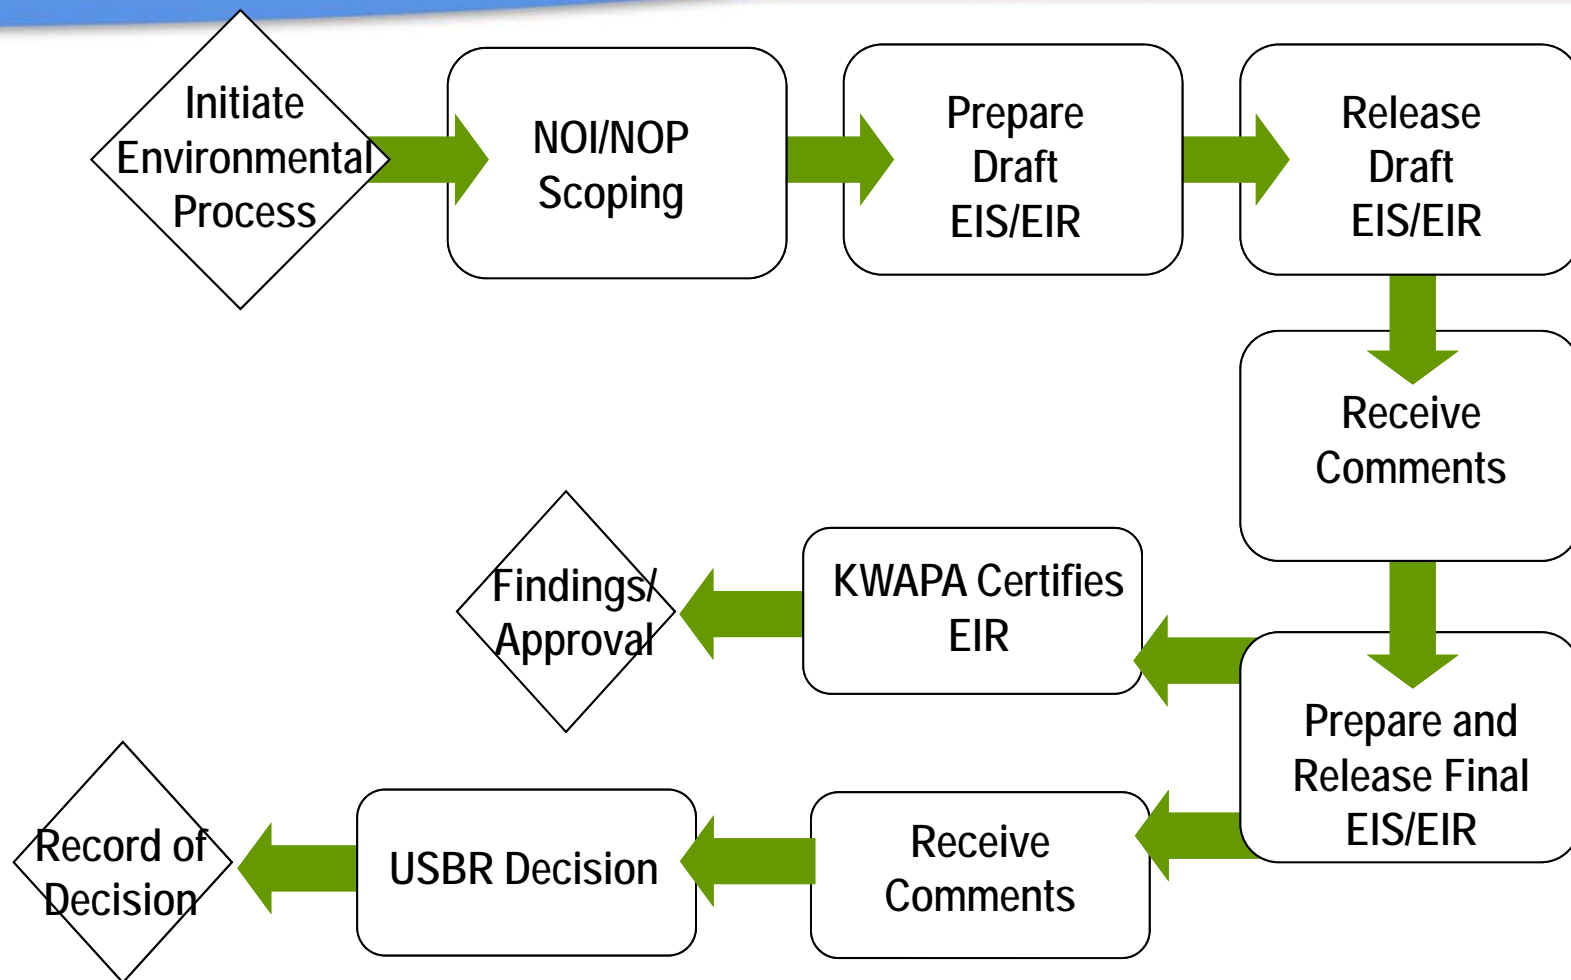 Initiate
Environmental
Process
NOI/NOP
Scoping
Prepare
Draft
EIS/EIR
Release
Draft
EIS/EIR
Receive
Comments
Prepare and
Release Final
EIS/EIR
KWAPA Certifies
EIR
Findings/
Approval
Receive
Comments
USBR Decision
Record of
Decision